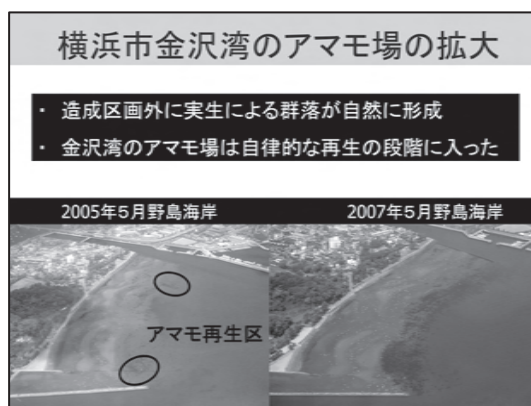 横浜市金沢湾のアマモ場の拡大
・ 造成区画外に実生による群落が自然に形成
・ 金沢湾のアマモ場は自律的な再生の段階に入った
2005年5月野島海岸
2007年5月野島海岸
アマモ再生区